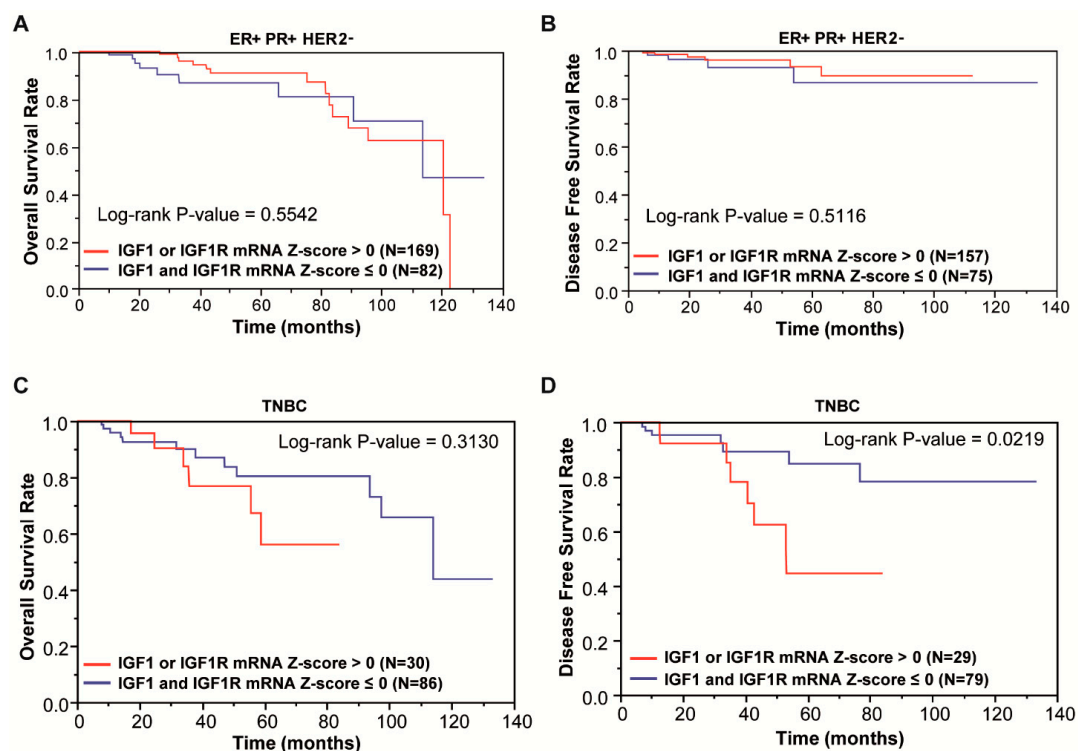 A
ER+ PR+ HER2-
Overall Survival Rate
1.0
0.8
0.6
0.4
0.2
0.0
Log-rank P-value = 0.5542
IGF1 or IGF1R mRNA Z-score > 0 (N=169)
IGF1 and IGF1R mRNA Z-score ≤ 0 (N=82)
0 20 40 60 80 100 120 140
Time (months)
B
ER+ PR+ HER2-
Disease Free Survival Rate
1.0
0.8
0.6
0.4
0.2
0.0
Log-rank P-value = 0.5116
IGF1 or IGF1R mRNA Z-score > 0 (N=157)
IGF1 and IGF1R mRNA Z-score ≤ 0 (N=75)
0 20 40 60 80 100 120 140
Time (months)
C
TNBC
Overall Survival Rate
1.0
0.8
0.6
0.4
0.2
0.0
Log-rank P-value = 0.3130
IGF1 or IGF1R mRNA Z-score > 0 (N=30)
IGF1 and IGF1R mRNA Z-score ≤ 0 (N=86)
0 20 40 60 80 100 120 140
Time (months)
D
TNBC
Disease Free Survival Rate
1.0
0.8
0.6
0.4
0.2
0.0
Log-rank P-value = 0.0219
IGF1 or IGF1R mRNA Z-score > 0 (N=29)
IGF1 and IGF1R mRNA Z-score ≤ 0 (N=79)
0 20 40 60 80 100 120 140
Time (months)